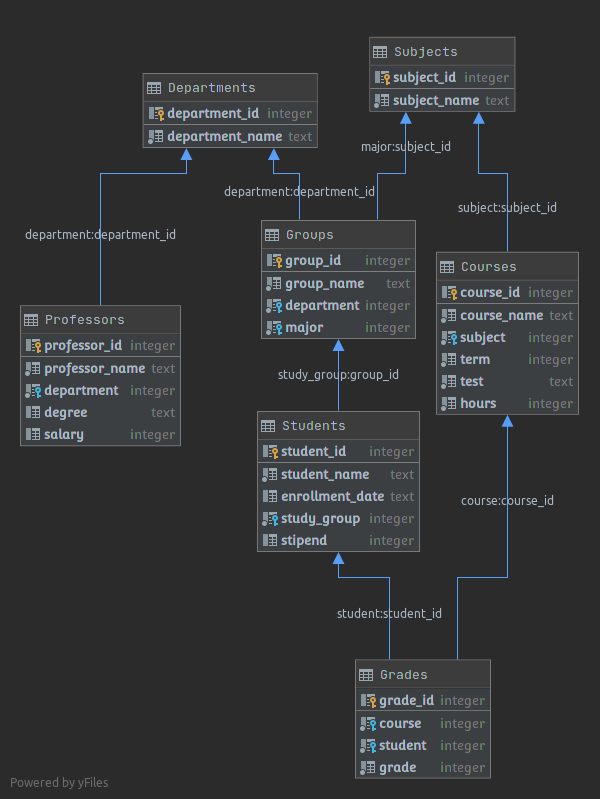 Subjects
subject_id integer
subject_name text
Departments
department_id integer
department_name text
major:subject_id
department:department_id
subject:subject_id
department:department_id
Groups
group_id integer
group_name text
department integer
major integer
Courses
course_id integer
course_name text
subject integer
term integer
test text
hours integer
Professors
professor_id integer
professor_name text
department integer
degree text
salary integer
study_group:group_id
Students
student_id integer
student_name text
enrollment_date text
study_group integer
stipend integer
course:course_id
student:student_id
Grades
grade_id integer
course integer
student integer
grade integer
Powered by yFiles